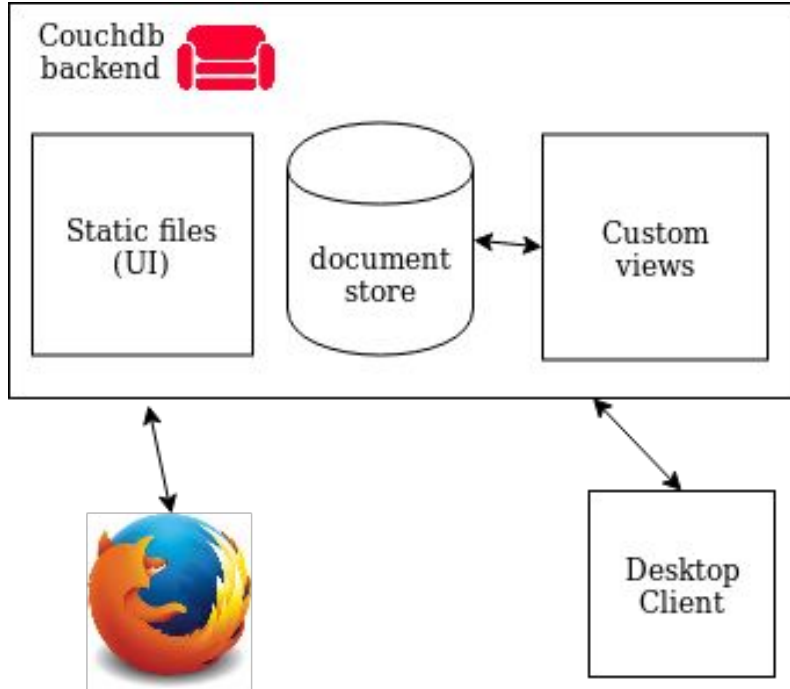 Couchdb
backend
Static files
(UI)
document
store
Custom
views
Desktop
Client